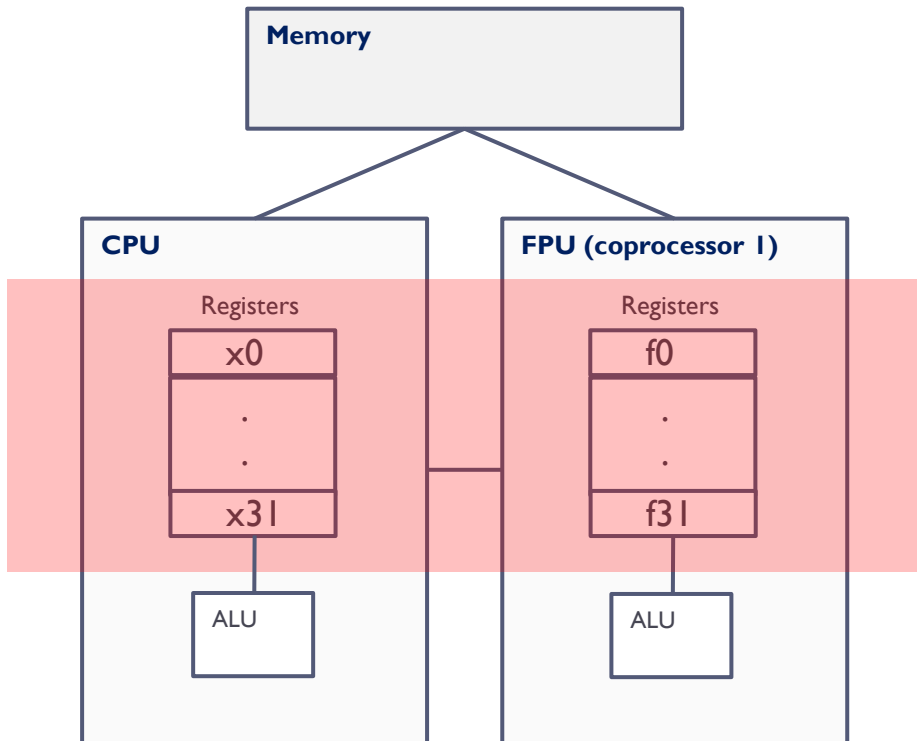 Memory
CPU
FPU (coprocessor 1)
Registers
Registers
x0
f0
.
.
.
.
x31
f31
ALU
ALU